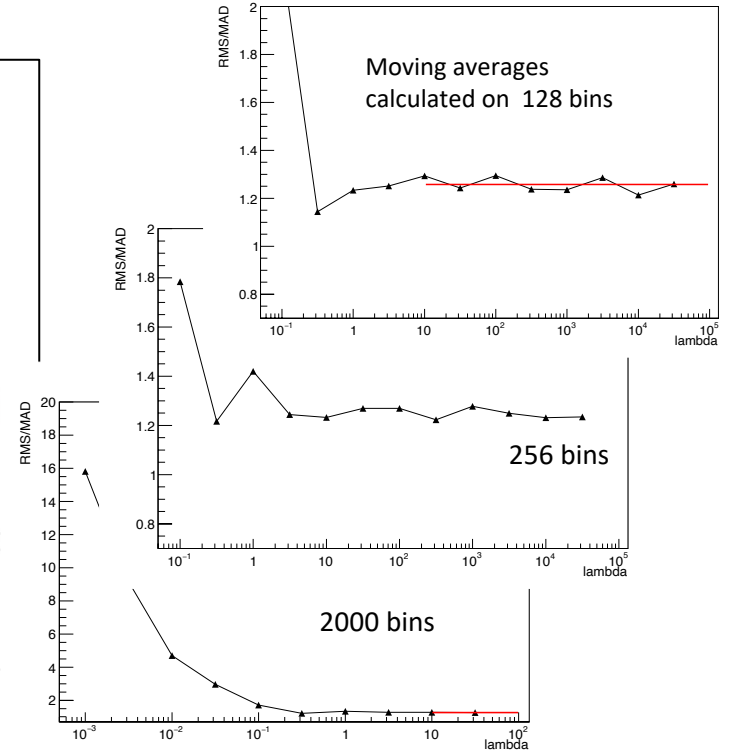 RMS/MAD
2
1.8
1.6
1.4
1.2
1
0.8
Moving averages
calculated on 128 bins
10⁻¹ 1 10 10² 10³ 10⁴ 10⁵
lambda
RMS/MAD
2
1.8
1.6
1.4
1.2
1
0.8
256 bins
10⁻¹ 1 10 10² 10³ 10⁴ 10⁵
lambda
RMS/MAD
20
18
16
14
12
10
8
6
4
2
2000 bins
10⁻³ 10⁻² 10⁻¹ 1 10 10²
lambda